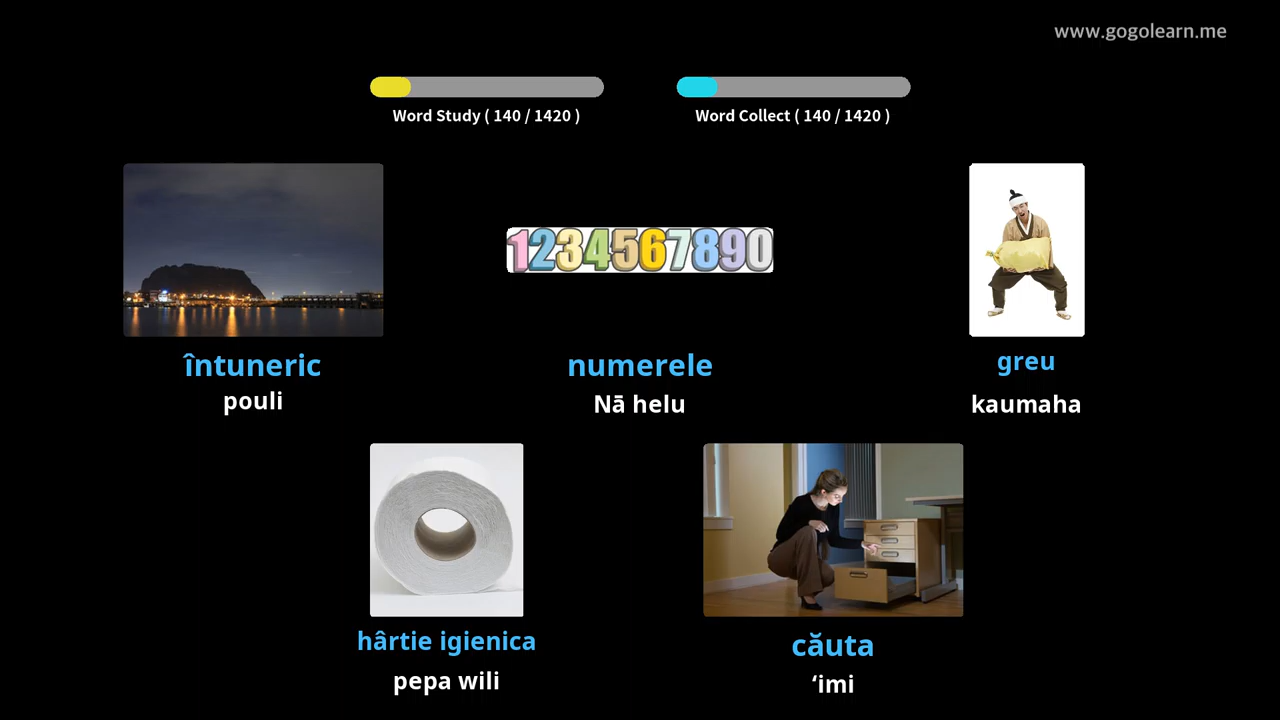 www.gogolearn.me
Word Study ( 140 / 1420 )
Word Collect ( 140 / 1420 )
1234567890
întuneric
pouli
numerele
Nā helu
greu
kaumaha
hârtie igienica
pepa wili
căuta
ʻimi